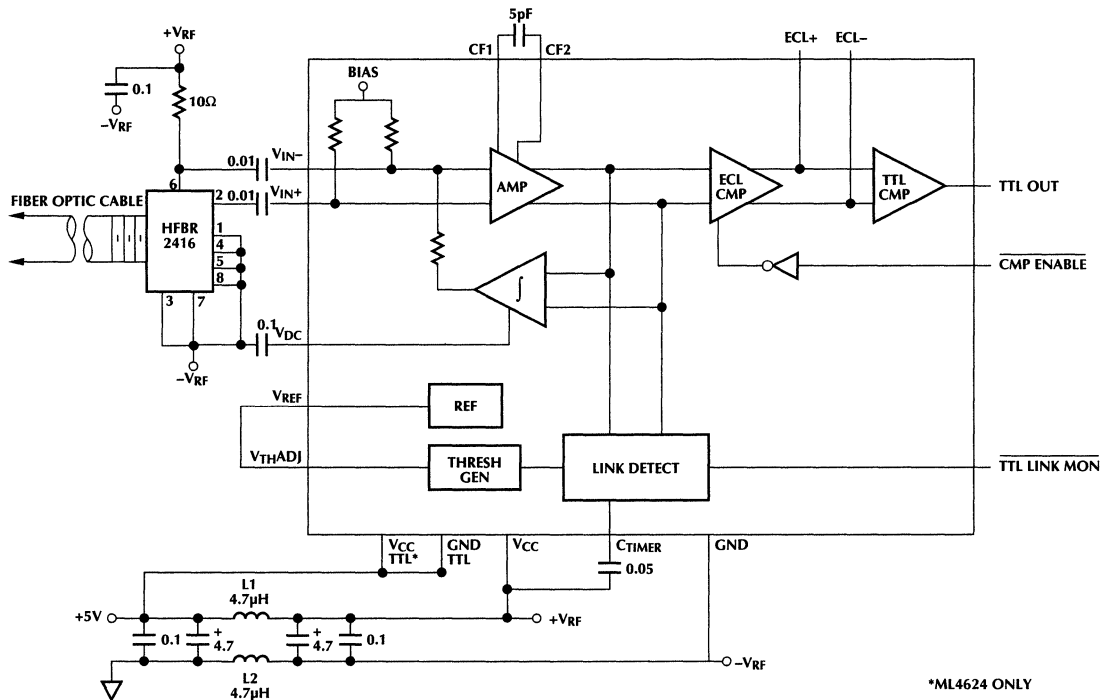 5pF
CF1
CF2
ECL+ ECL–
+VRF
BIAS
0.1
10Ω
–VRF
0.01
VIN–
6
2
0.01
VIN+
AMP
ECL
CMP
TTL
CMP
TTL OUT
FIBER OPTIC CABLE
HFBR
2416
1
4
5
8
3
7
∫
CMP ENABLE
0.1
VDC
–VRF
VREF
REF
VTHADJ
THRESH
GEN
LINK DETECT
TTL LINK MON
VCC
TTL*
GND
TTL
VCC
CTIMER
GND
0.05
L1
4.7µH
+5V
+VRF
0.1
+
4.7
+
4.7
0.1
–VRF
L2
4.7µH
*ML4624 ONLY